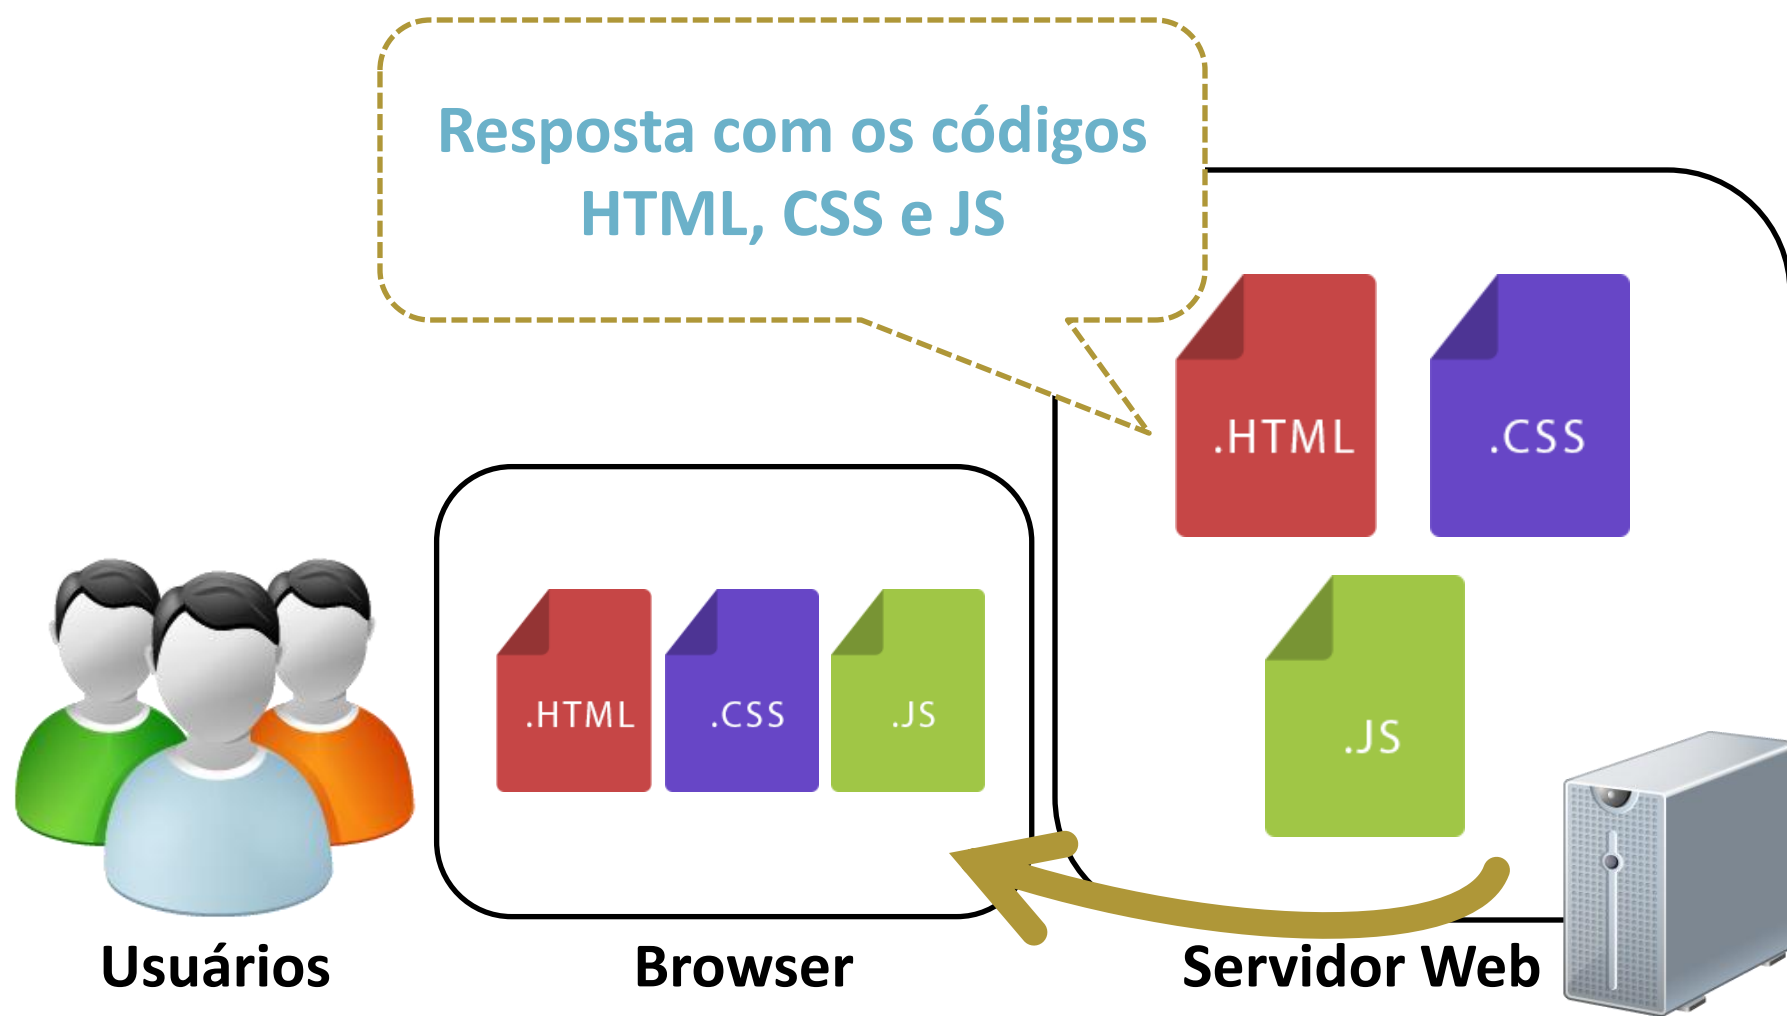 Resposta com os códigos
HTML, CSS e JS
.HTML
.CSS
.JS
.HTML
.CSS
.JS
Usuários
Browser
Servidor Web